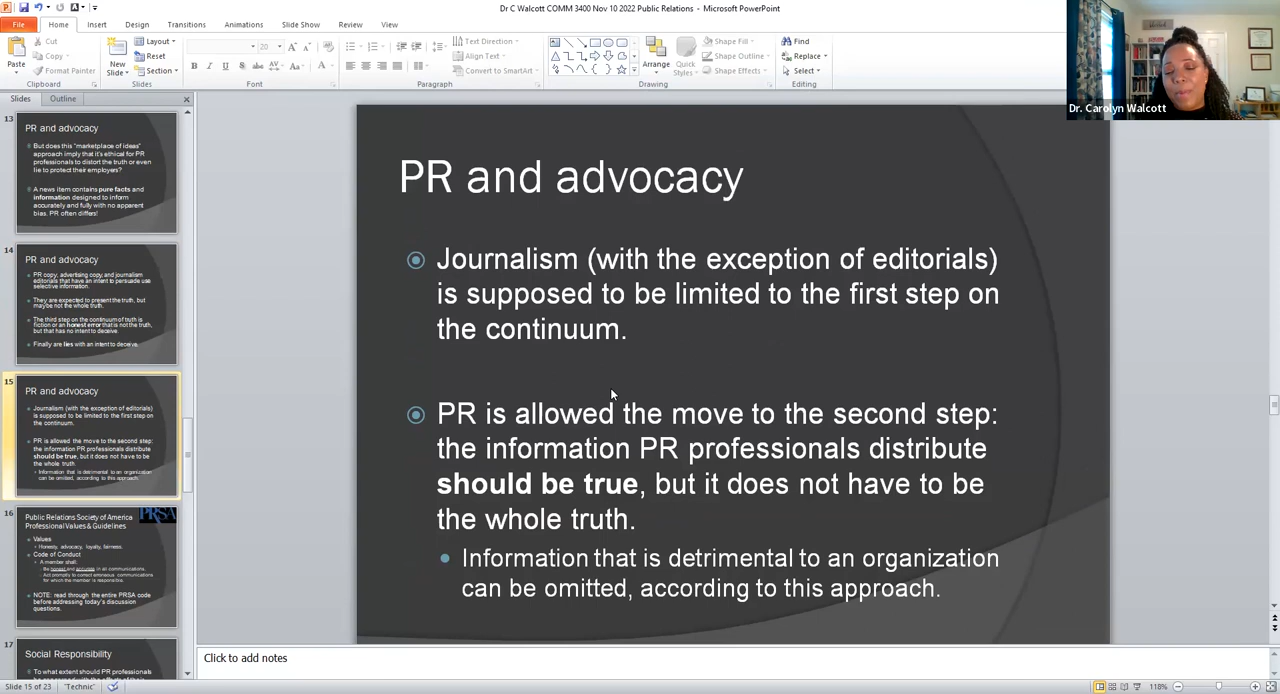 Dr C Walcott COMM 3400 Nov 10 2022 Public Relations - Microsoft PowerPoint
File Home Insert Design Transitions Animations Slide Show Review View
Cut
Copy
Format Painter
Paste
Clipboard
New
Slide
Layout
Reset
Section
Slides
20
Font
Text Direction
Align Text
Convert to SmartArt
Paragraph
Arrange
Quick
Styles
Shape Fill
Shape Outline
Shape Effects
Drawing
Find
Replace
Select
Editing
Dr. Carolyn Walcott
Slides Outline
13
PR and advocacy
But does this "marketplace of ideas"
approach imply that it's ethical for PR
professionals to distort the truth or even
lie to protect their employers?
A news item contains pure facts and
information designed to inform
accurately and fully with no apparent
bias. PR often differs!
14
PR and advocacy
PR copy, advertising copy, and journalism
editorials that have an intent to persuade use
selective information.
They are expected to present the truth, but
maybe not the whole truth.
The third step on the continuum of truth is
fiction or an honest error that is not the truth,
but that has no intent to deceive.
Finally are lies with an intent to deceive.
15
PR and advocacy
Journalism (with the exception of editorials)
is supposed to be limited to the first step on
the continuum.
PR is allowed the move to the second step:
the information PR professionals distribute
should be true, but it does not have to be
the whole truth.
Information that is detrimental to an organization
can be omitted, according to this approach.
16
Public Relations Society of America
Professional Values & Guidelines
PRSA
Values
Honesty, advocacy, loyalty, fairness.
Code of Conduct
A member shall:
Be honest and accurate in all communications.
Act promptly to correct erroneous communications
for which the member is responsible.
NOTE: read through the entire PRSA code
before addressing today's discussion
questions.
17
Social Responsibility
To what extent should PR professionals
PR and advocacy
Journalism (with the exception of editorials)
is supposed to be limited to the first step on
the continuum.
PR is allowed the move to the second step:
the information PR professionals distribute
should be true, but it does not have to be
the whole truth.
Information that is detrimental to an organization
can be omitted, according to this approach.
Click to add notes
Slide 15 of 23
"Technic"
118%